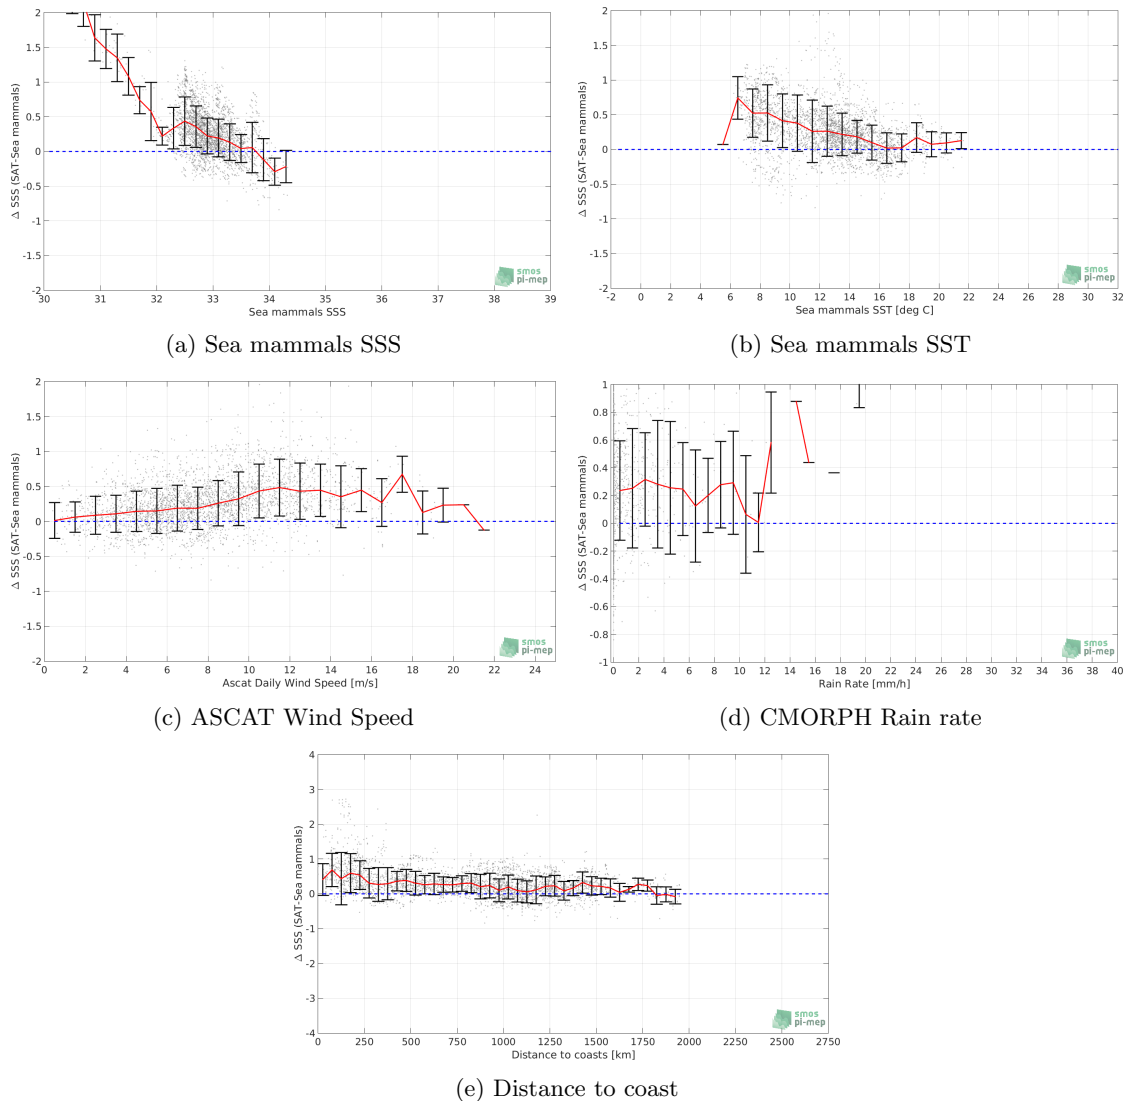 2
1.5
1
0.5
0
-0.5
-1
-1.5
-2
Δ SSS (SAT-Sea mammals)
30 31 32 33 34 35 36 37 38 39
Sea mammals SSS
smos
pi-mep
(a) Sea mammals SSS
2
1.5
1
0.5
0
-0.5
-1
-1.5
-2
Δ SSS (SAT-Sea mammals)
-2 0 2 4 6 8 10 12 14 16 18 20 22 24 26 28 30 32
Sea mammals SST [deg C]
smos
pi-mep
(b) Sea mammals SST
2
1.5
1
0.5
0
-0.5
-1
-1.5
-2
Δ SSS (SAT-Sea mammals)
0 2 4 6 8 10 12 14 16 18 20 22 24
Ascat Daily Wind Speed [m/s]
smos
pi-mep
(c) ASCAT Wind Speed
1
0.8
0.6
0.4
0.2
0
-0.2
-0.4
-0.6
-0.8
-1
Δ SSS (SAT-Sea mammals)
0 2 4 6 8 10 12 14 16 18 20 22 24 26 28 30 32 34 36 38 40
Rain Rate [mm/h]
smos
pi-mep
(d) CMORPH Rain rate
4
3
2
1
0
-1
-2
-3
-4
Δ SSS (SAT-Sea mammals)
0 250 500 750 1000 1250 1500 1750 2000 2250 2500 2750
Distance to coasts [km]
smos
pi-mep
(e) Distance to coast